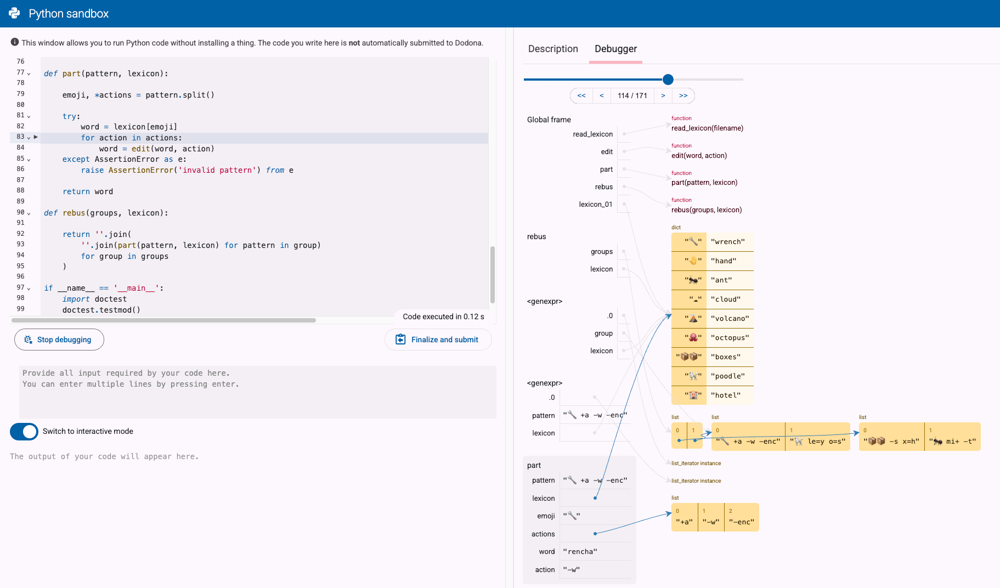 Python sandbox
This window allows you to run Python code without installing a thing. The code you write here is not automatically submitted to Dodona.
76
77 def part(pattern, lexicon):
78
79 emoji, *actions = pattern.split()
80
81 try:
82 word = lexicon[emoji]
83 for action in actions:
84 word = edit(word, action)
85 except AssertionError as e:
86 raise AssertionError('invalid pattern') from e
87
88 return word
89
90 def rebus(groups, lexicon):
91
92 return ''.join(
93 ''.join(part(pattern, lexicon) for pattern in group)
94 for group in groups
95 )
96
97 if __name__ == '__main__':
98 import doctest
99 doctest.testmod()
Code executed in 0.12 s
Stop debugging
Finalize and submit
Provide all input required by your code here.
You can enter multiple lines by pressing enter.
Switch to interactive mode
The output of your code will appear here.
Description
Debugger
<< < 114 / 171 > >>
Global frame
read_lexicon
edit
part
rebus
lexicon_01
function
read_lexicon(filename)
function
edit(word, action)
function
part(pattern, lexicon)
function
rebus(groups, lexicon)
rebus
groups
lexicon
<genexpr>
.0
group
lexicon
<genexpr>
.0
pattern "🔧 +a -w -enc"
lexicon
part
pattern "🔧 +a -w -enc"
lexicon
emoji "🔧"
actions
word "rencha"
action "-w"
dict
"🔧" "wrench"
"🤚" "hand"
"🐜" "ant"
"☁" "cloud"
"🌋" "volcano"
"🐙" "octopus"
"📦📦" "boxes"
"🐩" "poodle"
"🏨" "hotel"
list
0 1
list
0 1
"🔧 +a -w -enc" "🐩 le=y o=s"
list
0 1
"📦📦 -s x=h" "🐜 mi+ -t"
list_iterator instance
list_iterator instance
list
0 1 2
"+a" "-w" "-enc"